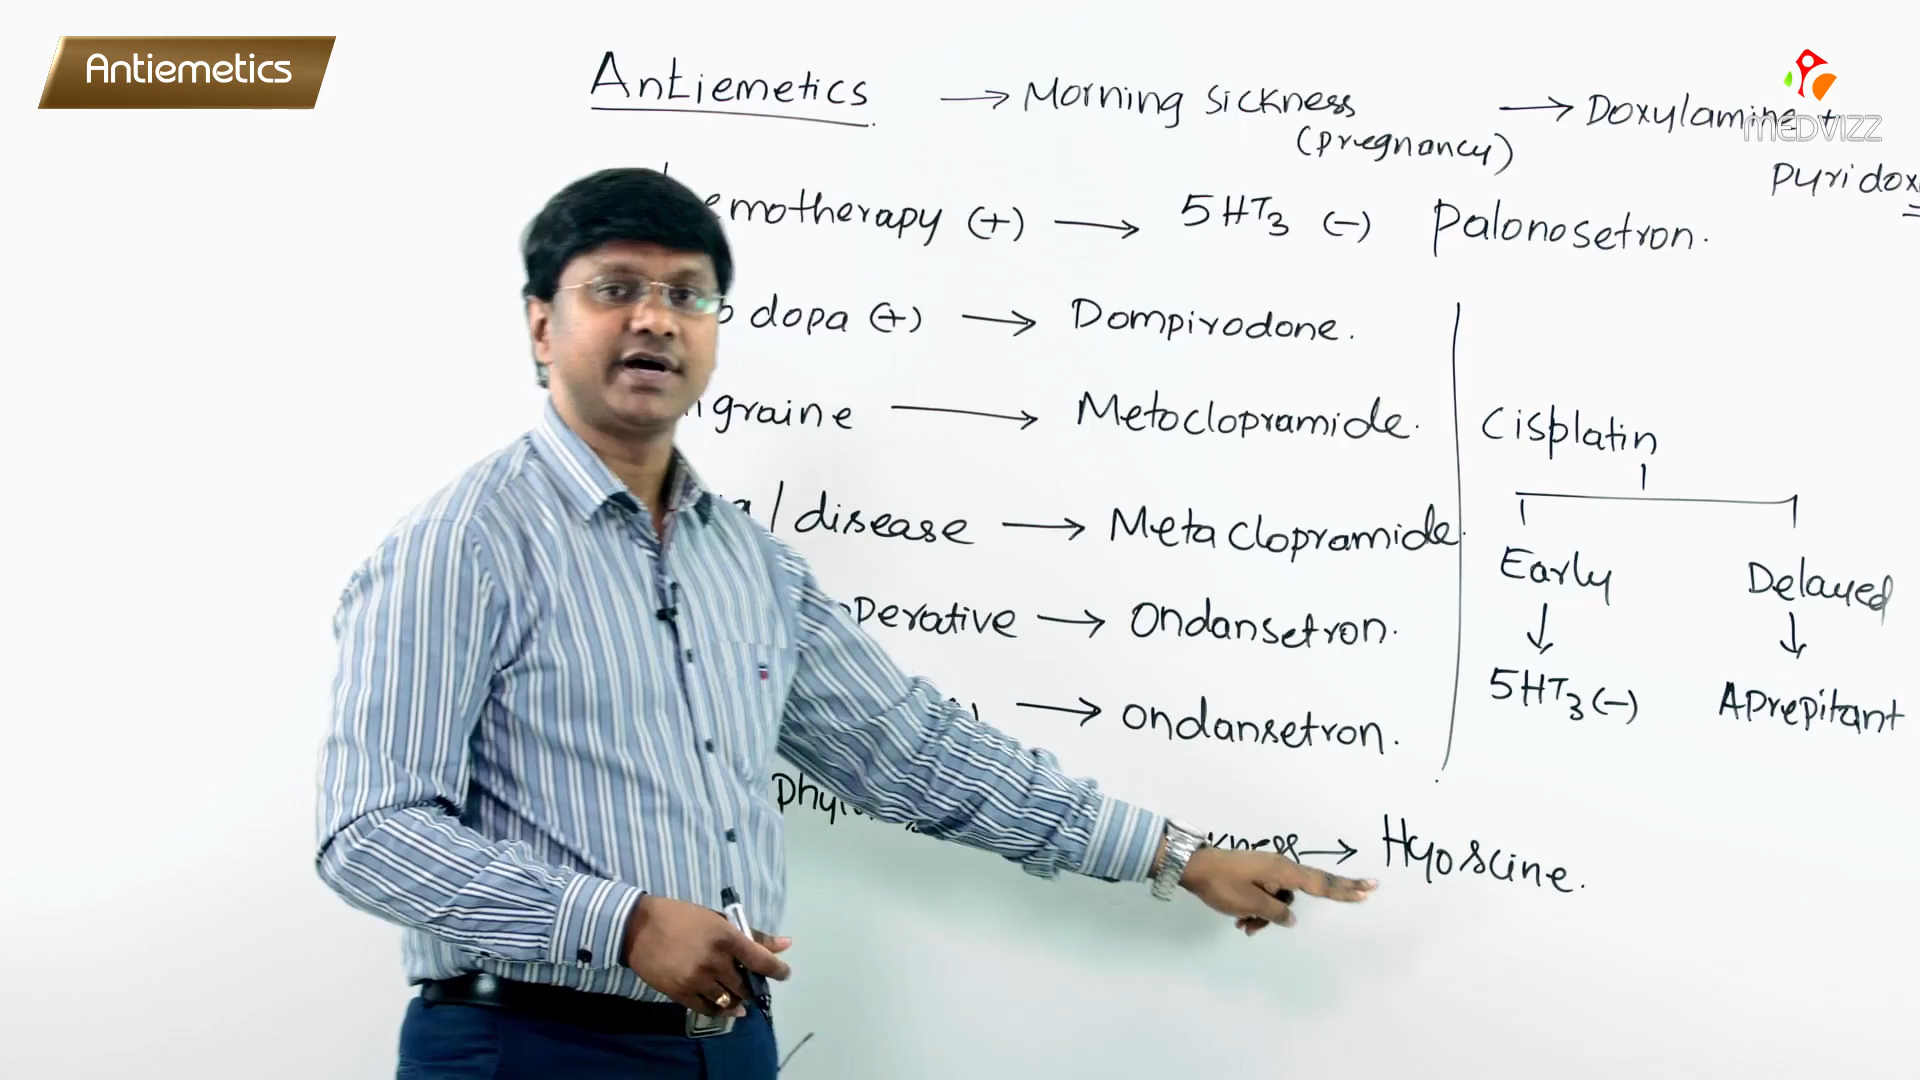 Antiemetics
Antiemetics → Morning sickness → Doxylamine +
(pregnancy)
MEDVIZZ
pyridox
emotherapy (+) → 5HT3 (-) Palonosetron.
dopa (+) → Dompirodone.
graine → Metoclopramide.
Cisplatin
/ disease → Metaclopramide.
Early Delayed
operative → Ondansetron.
5HT3 (-) Aprepitant
→ ondansetron.
→ Hyoscine.